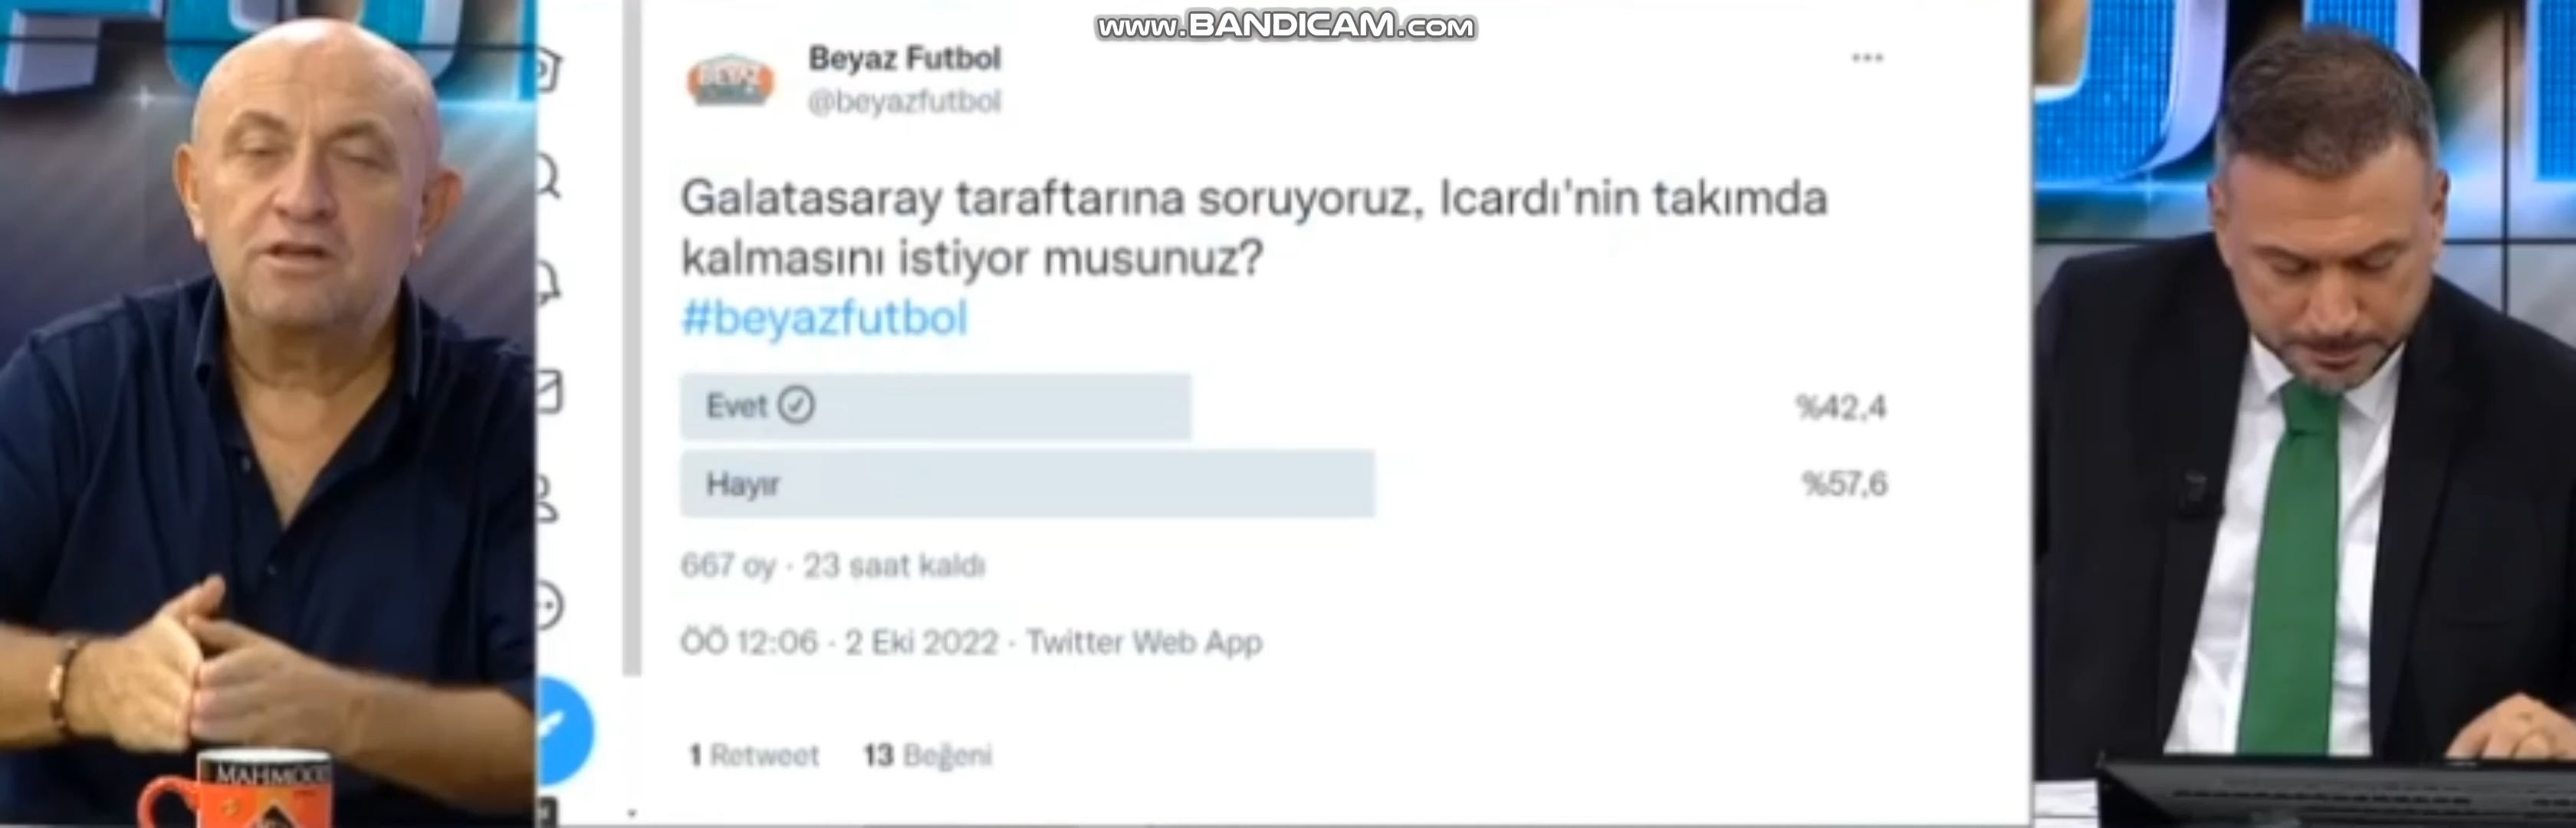 www.BANDICAM.com
Beyaz Futbol
@beyazfutbol
Galatasaray taraftarına soruyoruz, Icardı'nin takımda
kalmasını istiyor musunuz?
#beyazfutbol
Evet
%42,4
Hayır
%57,6
667 oy · 23 saat kaldı
ÖÖ 12:06 · 2 Eki 2022 · Twitter Web App
1 Retweet 13 Beğeni
MAHMOOD